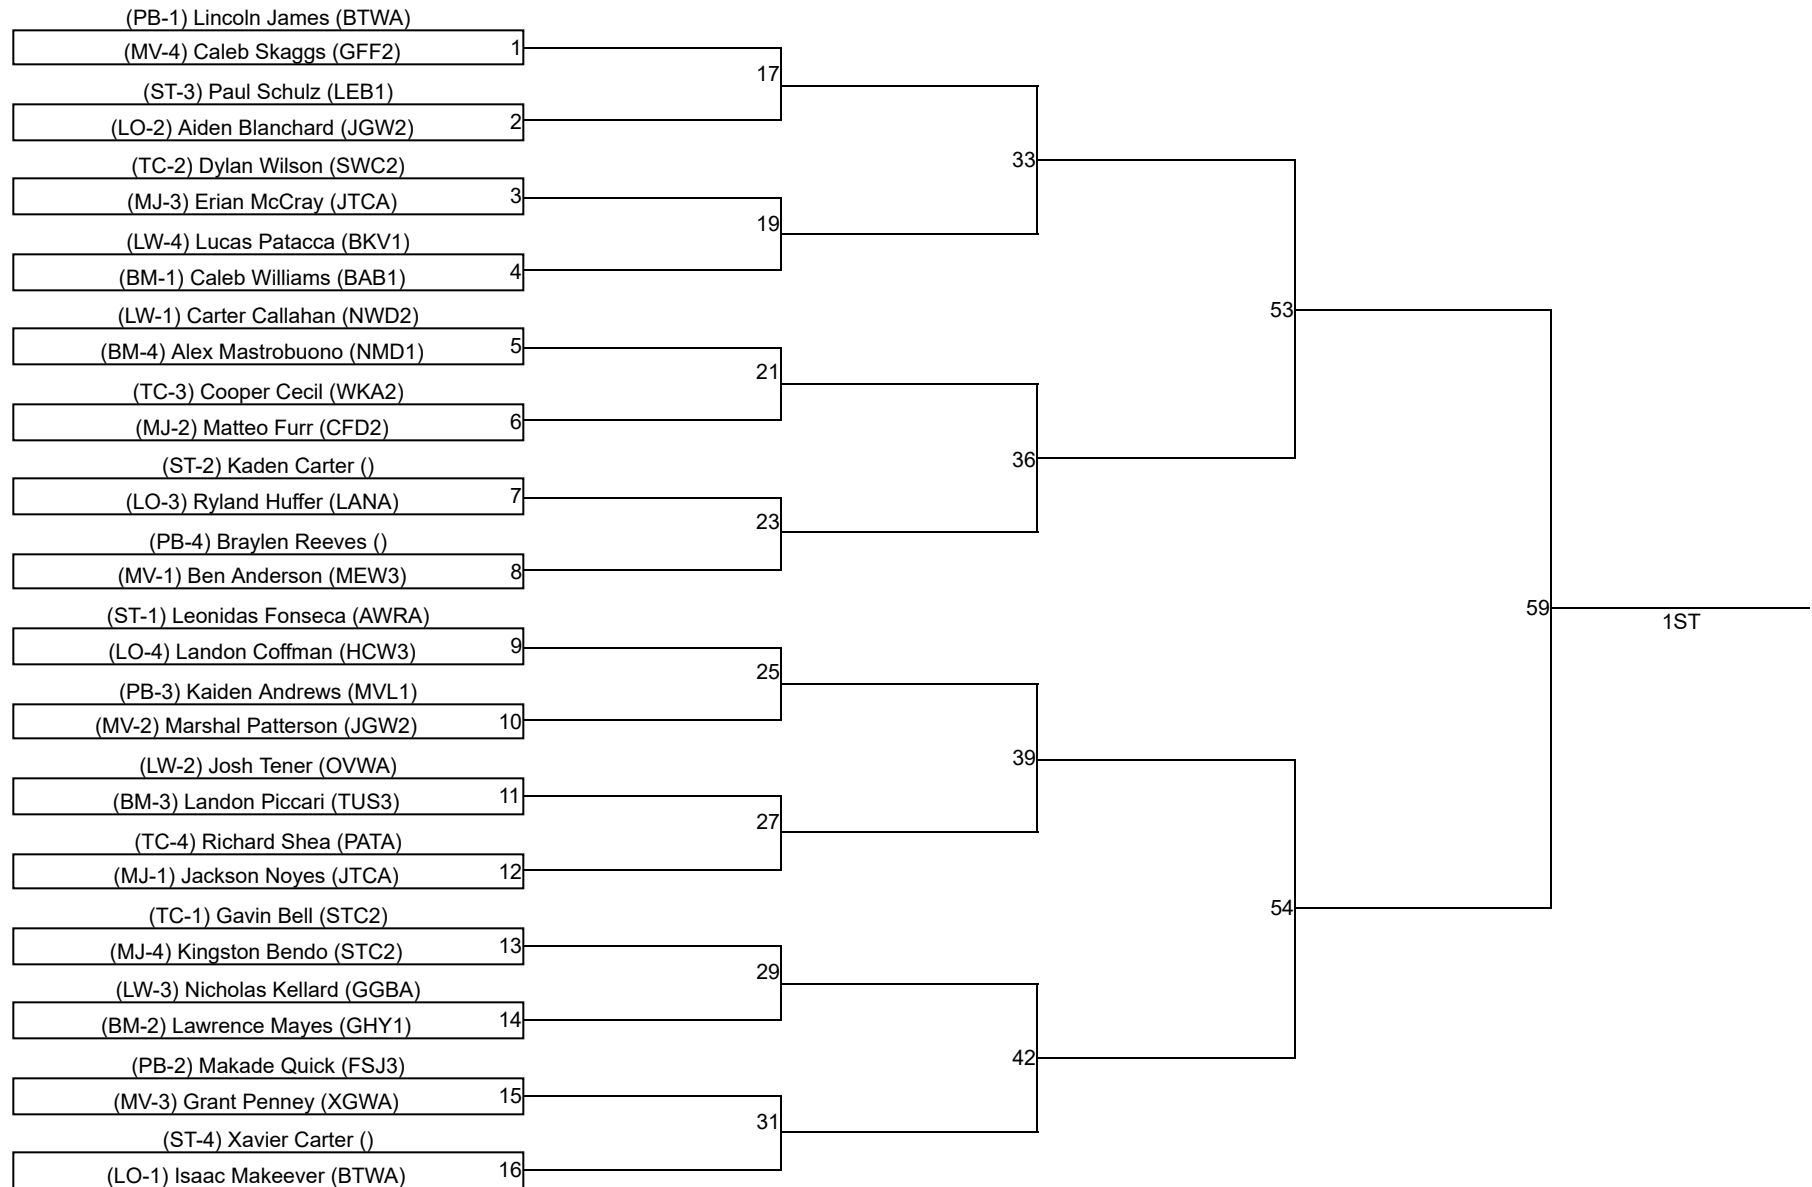 (PB-1) Lincoln James (BTWA)
(MV-4) Caleb Skaggs (GFF2)
1
17
(ST-3) Paul Schulz (LEB1)
(LO-2) Aiden Blanchard (JGW2)
2
33
(TC-2) Dylan Wilson (SWC2)
(MJ-3) Erian McCray (JTCA)
3
19
(LW-4) Lucas Patacca (BKV1)
(BM-1) Caleb Williams (BAB1)
4
53
(LW-1) Carter Callahan (NWD2)
(BM-4) Alex Mastrobuono (NMD1)
5
21
(TC-3) Cooper Cecil (WKA2)
(MJ-2) Matteo Furr (CFD2)
6
36
(ST-2) Kaden Carter ()
(LO-3) Ryland Huffer (LANA)
7
23
(PB-4) Braylen Reeves ()
(MV-1) Ben Anderson (MEW3)
8
59
1ST
(ST-1) Leonidas Fonseca (AWRA)
(LO-4) Landon Coffman (HCW3)
9
25
(PB-3) Kaiden Andrews (MVL1)
(MV-2) Marshal Patterson (JGW2)
10
39
(LW-2) Josh Tener (OVWA)
(BM-3) Landon Piccari (TUS3)
11
27
(TC-4) Richard Shea (PATA)
(MJ-1) Jackson Noyes (JTCA)
12
54
(TC-1) Gavin Bell (STC2)
(MJ-4) Kingston Bendo (STC2)
13
29
(LW-3) Nicholas Kellard (GGBA)
(BM-2) Lawrence Mayes (GHY1)
14
42
(PB-2) Makade Quick (FSJ3)
(MV-3) Grant Penney (XGWA)
15
31
(ST-4) Xavier Carter ()
(LO-1) Isaac Makeever (BTWA)
16